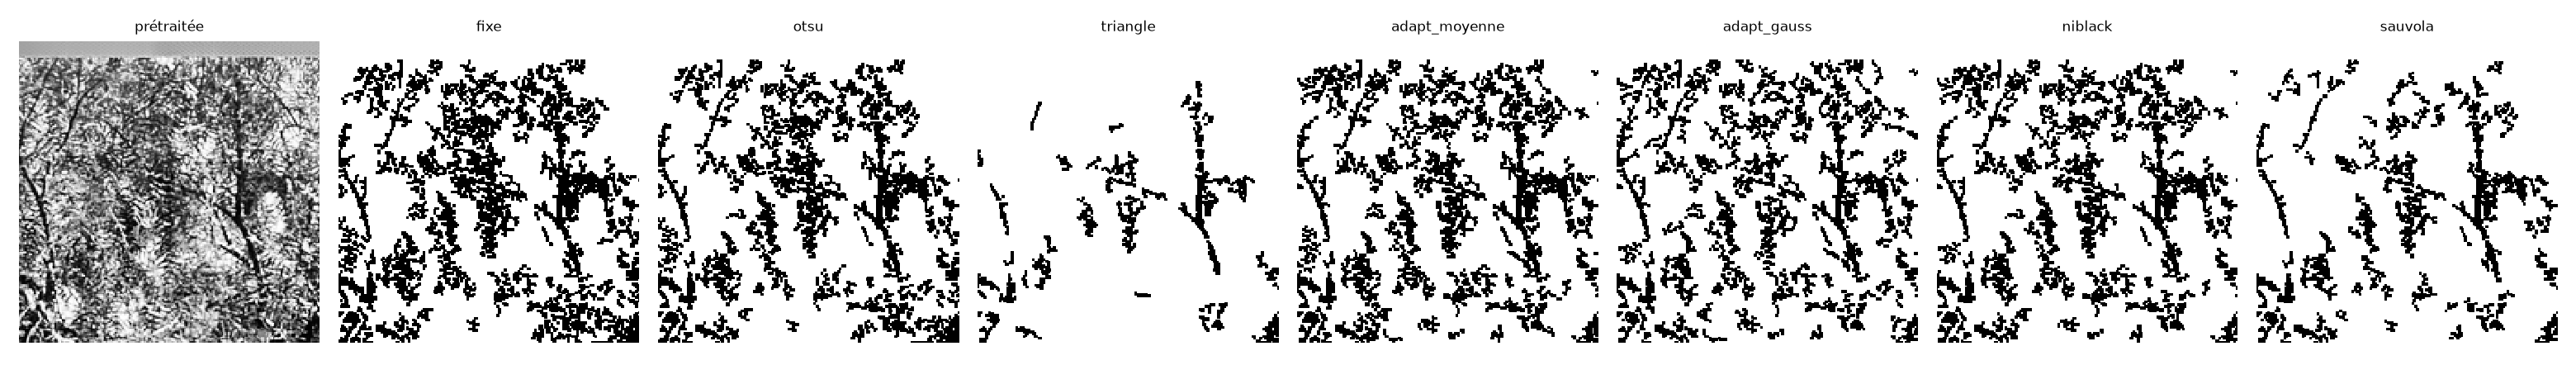 prétraitée
fixe
otsu
triangle
adapt_moyenne
adapt_gauss
niblack
sauvola